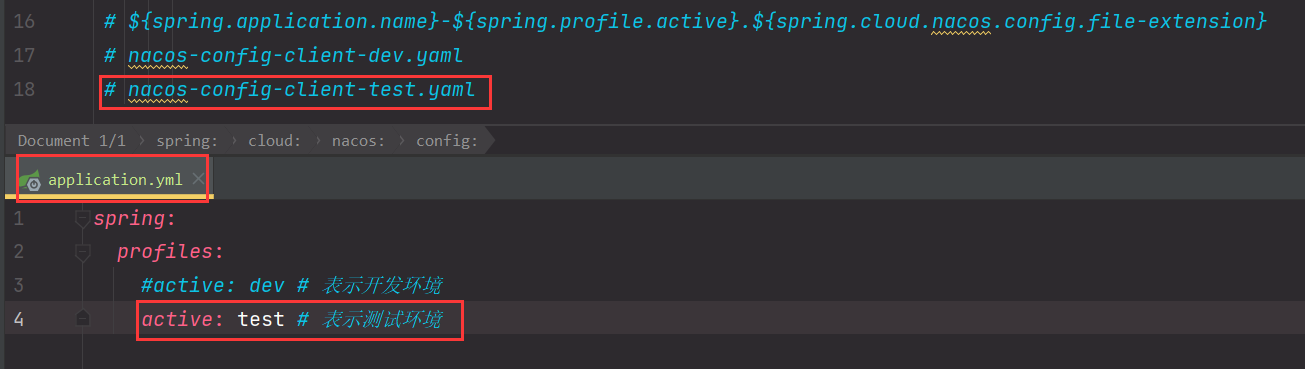 16 # ${spring.application.name}-${spring.profile.active}.${spring.cloud.nacos.config.file-extension}
17 # nacos-config-client-dev.yaml
18 # nacos-config-client-test.yaml
Document 1/1 › spring: › cloud: › nacos: › config:
application.yml ×
1 spring:
2 profiles:
3 #active: dev # 表示开发环境
4 active: test # 表示测试环境